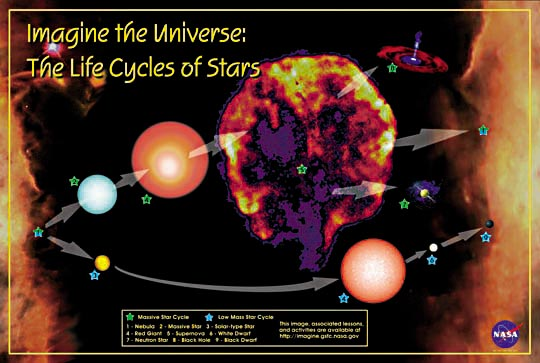 Imagine the Universe:
The Life Cycles of Stars
Massive Star Cycle Low Mass Star Cycle
1 - Nebula 2 - Massive Star 3 - Solar-type Star
4 - Red Giant 5 - Supernova 6 - White Dwarf
7 - Neutron Star 8 - Black Hole 9 - Black Dwarf
This image, associated lessons,
and activities are available at
http://imagine.gsfc.nasa.gov
NASA